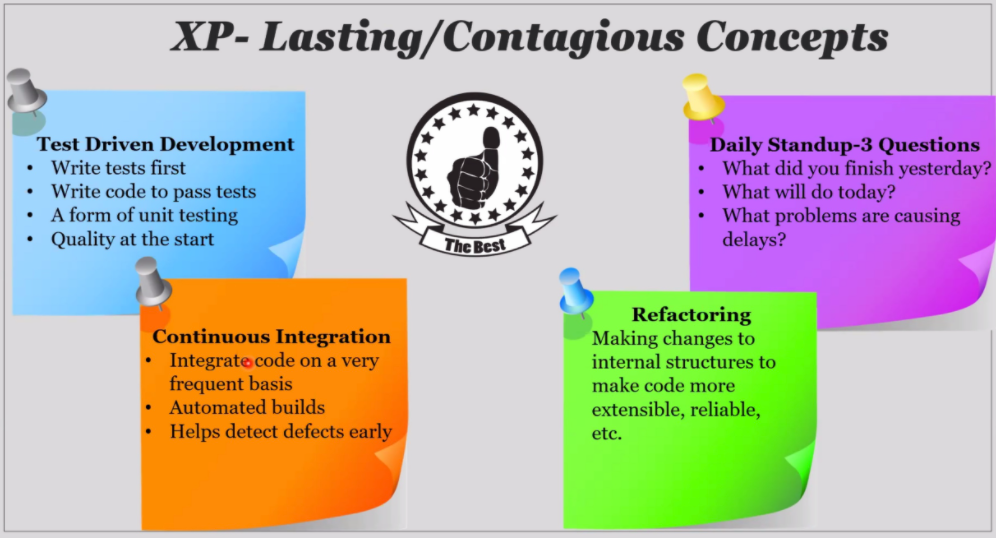 XP- Lasting/Contagious Concepts
Test Driven Development
• Write tests first
• Write code to pass tests
• A form of unit testing
• Quality at the start
The Best
Daily Standup-3 Questions
• What did you finish yesterday?
• What will do today?
• What problems are causing
delays?
Continuous Integration
• Integrate code on a very
frequent basis
• Automated builds
• Helps detect defects early
Refactoring
Making changes to
internal structures to
make code more
extensible, reliable,
etc.